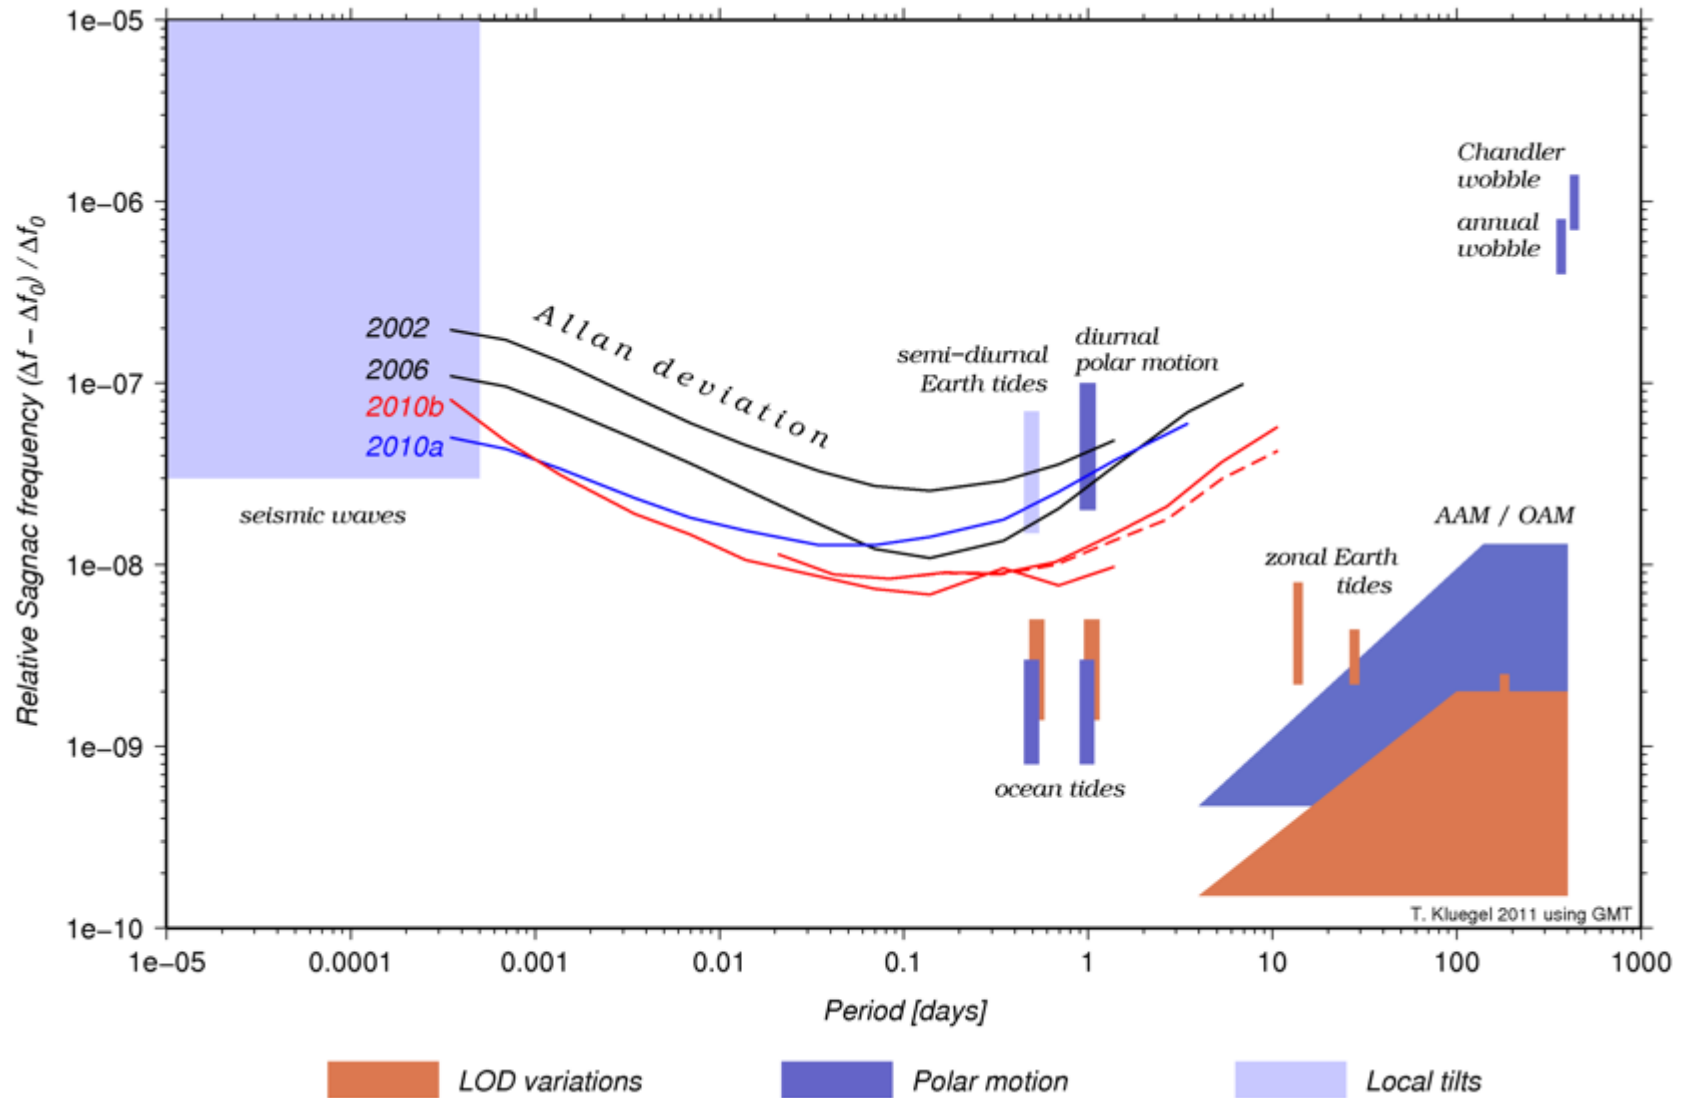 1e−05
1e−06
1e−07
1e−08
1e−09
1e−10
Relative Sagnac frequency (Δf − Δf₀) / Δf₀
Chandler
wobble
annual
wobble
Allan deviation
2002
2006
2010b
2010a
seismic waves
semi−diurnal
Earth tides
diurnal
polar motion
AAM / OAM
zonal Earth
tides
ocean tides
T. Kluegel 2011 using GMT
1e−05 0.0001 0.001 0.01 0.1 1 10 100 1000
Period [days]
LOD variations Polar motion Local tilts